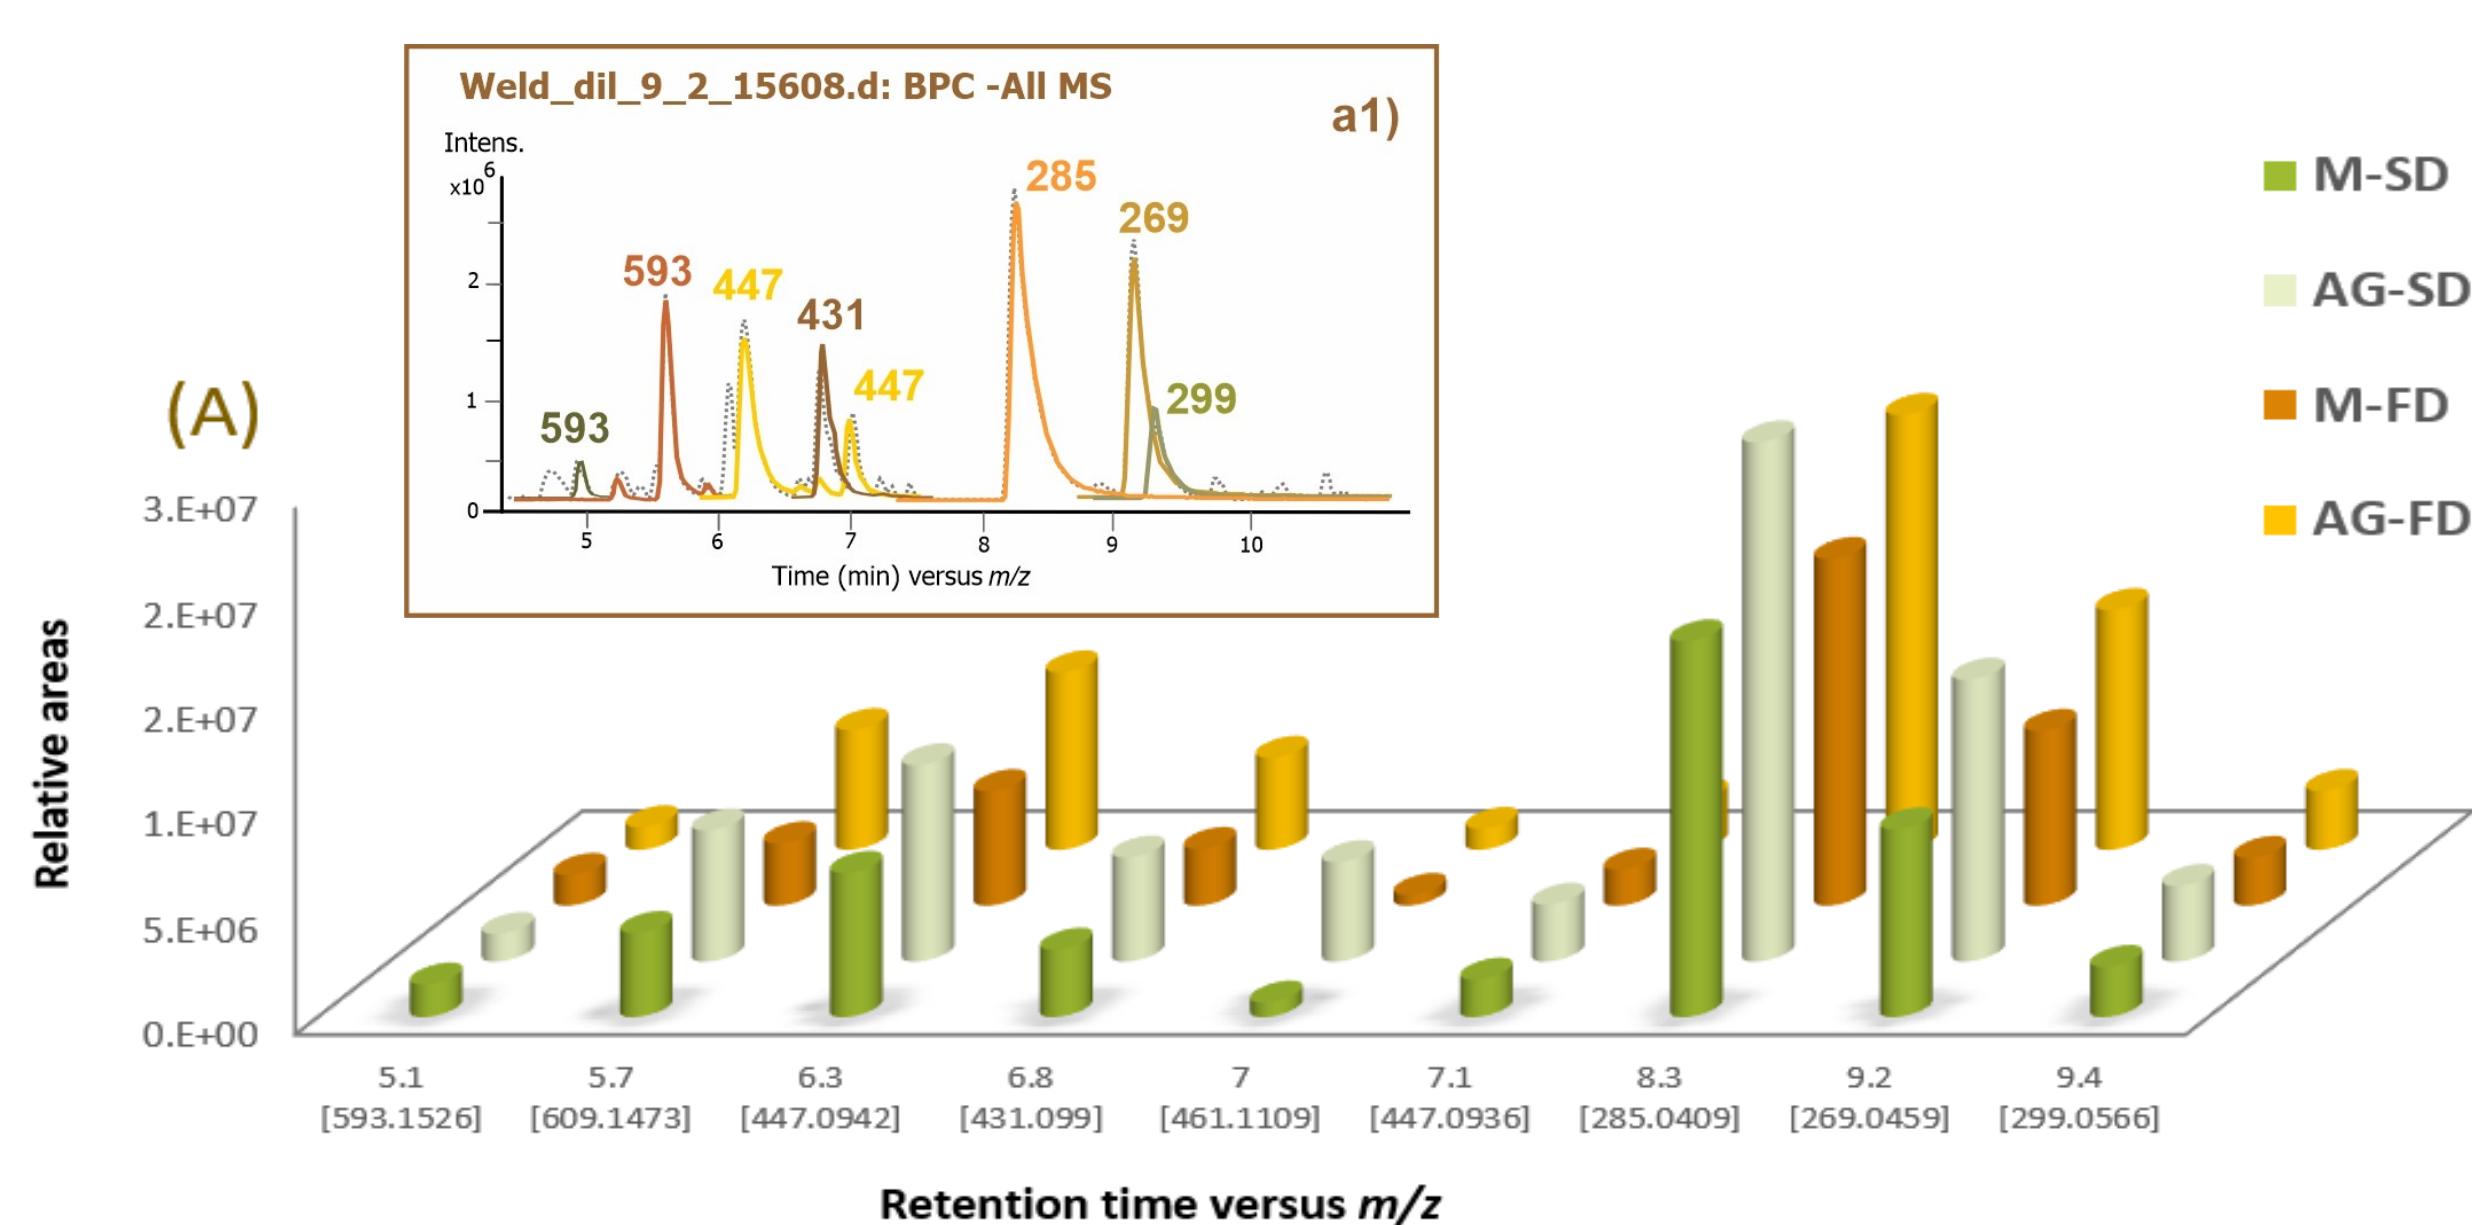 Weld_dil_9_2_15608.d: BPC -All MS
a1)
Intens.
x10⁶
285
269
593
447
431
447
299
593
2
1
0
5 6 7 8 9 10
Time (min) versus m/z
M-SD
AG-SD
M-FD
AG-FD
(A)
Relative areas
3.E+07
2.E+07
2.E+07
1.E+07
5.E+06
0.E+00
5.1 5.7 6.3 6.8 7 7.1 8.3 9.2 9.4
[593.1526] [609.1473] [447.0942] [431.099] [461.1109] [447.0936] [285.0409] [269.0459] [299.0566]
Retention time versus m/z